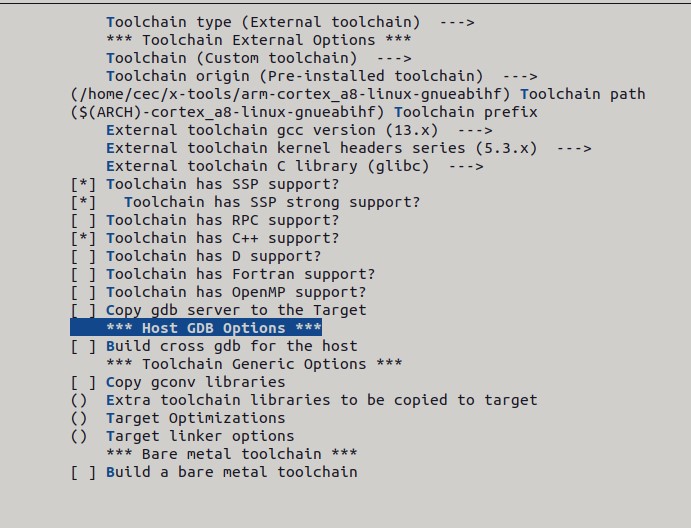 Toolchain type (External toolchain)  --->
*** Toolchain External Options ***
Toolchain (Custom toolchain)  --->
Toolchain origin (Pre-installed toolchain)  --->
(/home/cec/x-tools/arm-cortex_a8-linux-gnueabihf) Toolchain path
($(ARCH)-cortex_a8-linux-gnueabihf) Toolchain prefix
External toolchain gcc version (13.x)  --->
External toolchain kernel headers series (5.3.x)  --->
External toolchain C library (glibc)  --->
[*] Toolchain has SSP support?
[*]   Toolchain has SSP strong support?
[ ] Toolchain has RPC support?
[*] Toolchain has C++ support?
[ ] Toolchain has D support?
[ ] Toolchain has Fortran support?
[ ] Toolchain has OpenMP support?
[ ] Copy gdb server to the Target
*** Host GDB Options ***
[ ] Build cross gdb for the host
*** Toolchain Generic Options ***
[ ] Copy gconv libraries
()  Extra toolchain libraries to be copied to target
()  Target Optimizations
()  Target linker options
*** Bare metal toolchain ***
[ ] Build a bare metal toolchain